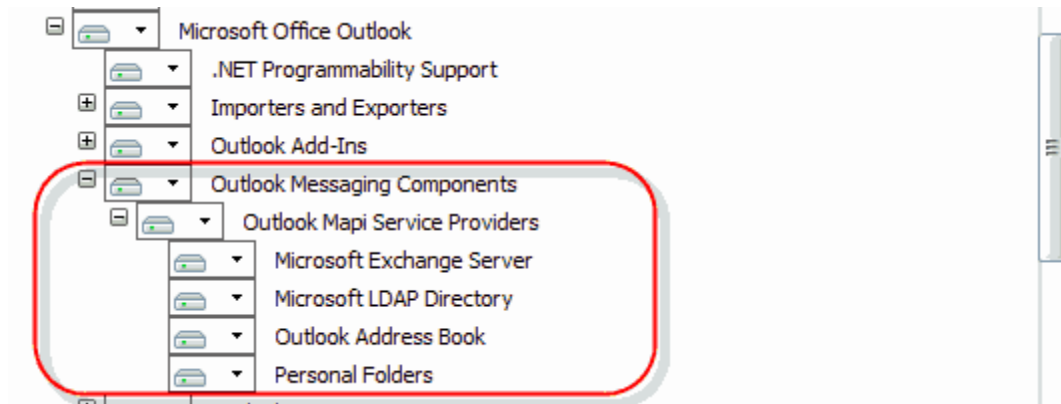 Microsoft Office Outlook
.NET Programmability Support
Importers and Exporters
Outlook Add-Ins
Outlook Messaging Components
Outlook Mapi Service Providers
Microsoft Exchange Server
Microsoft LDAP Directory
Outlook Address Book
Personal Folders